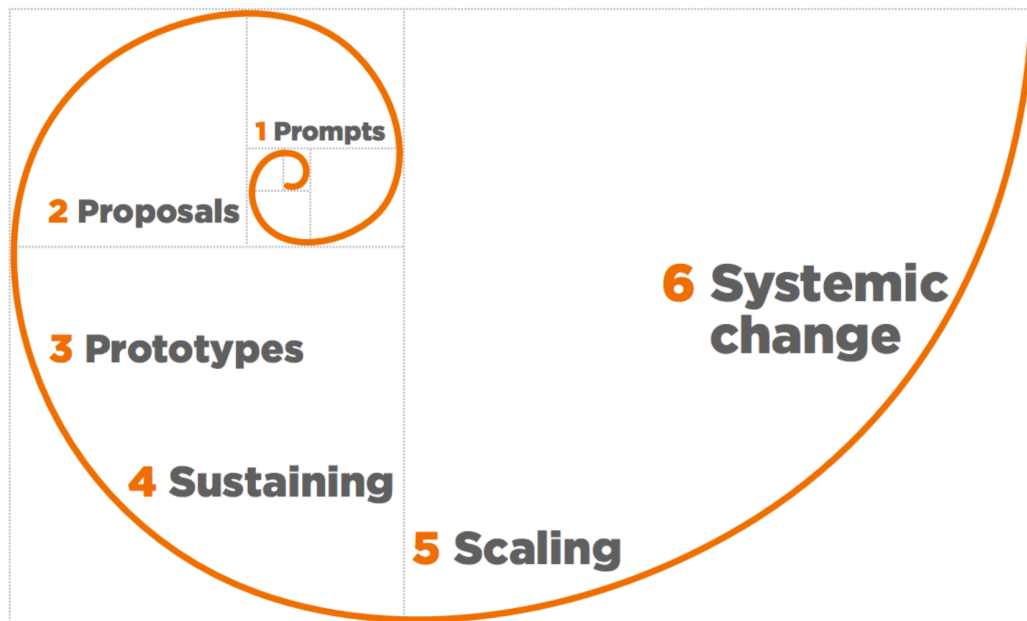 1 Prompts
2 Proposals
3 Prototypes
4 Sustaining
5 Scaling
6 Systemic
change